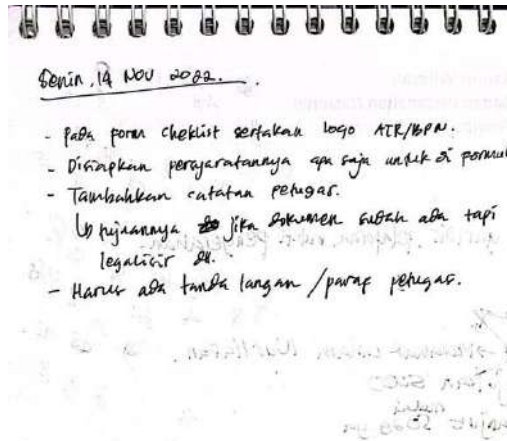 Senin, 14 Nov 2022.
- Pada form cheklist sertakan logo ATR/BPN.
- Disiapkan persyaratannya apa saja untuk di formul
- Tambahkan catatan petugas.
↳ tujuannya jika dokumen sudah ada tapi
legalisir dll.
- Harus ada tanda tangan / paraf petugas.